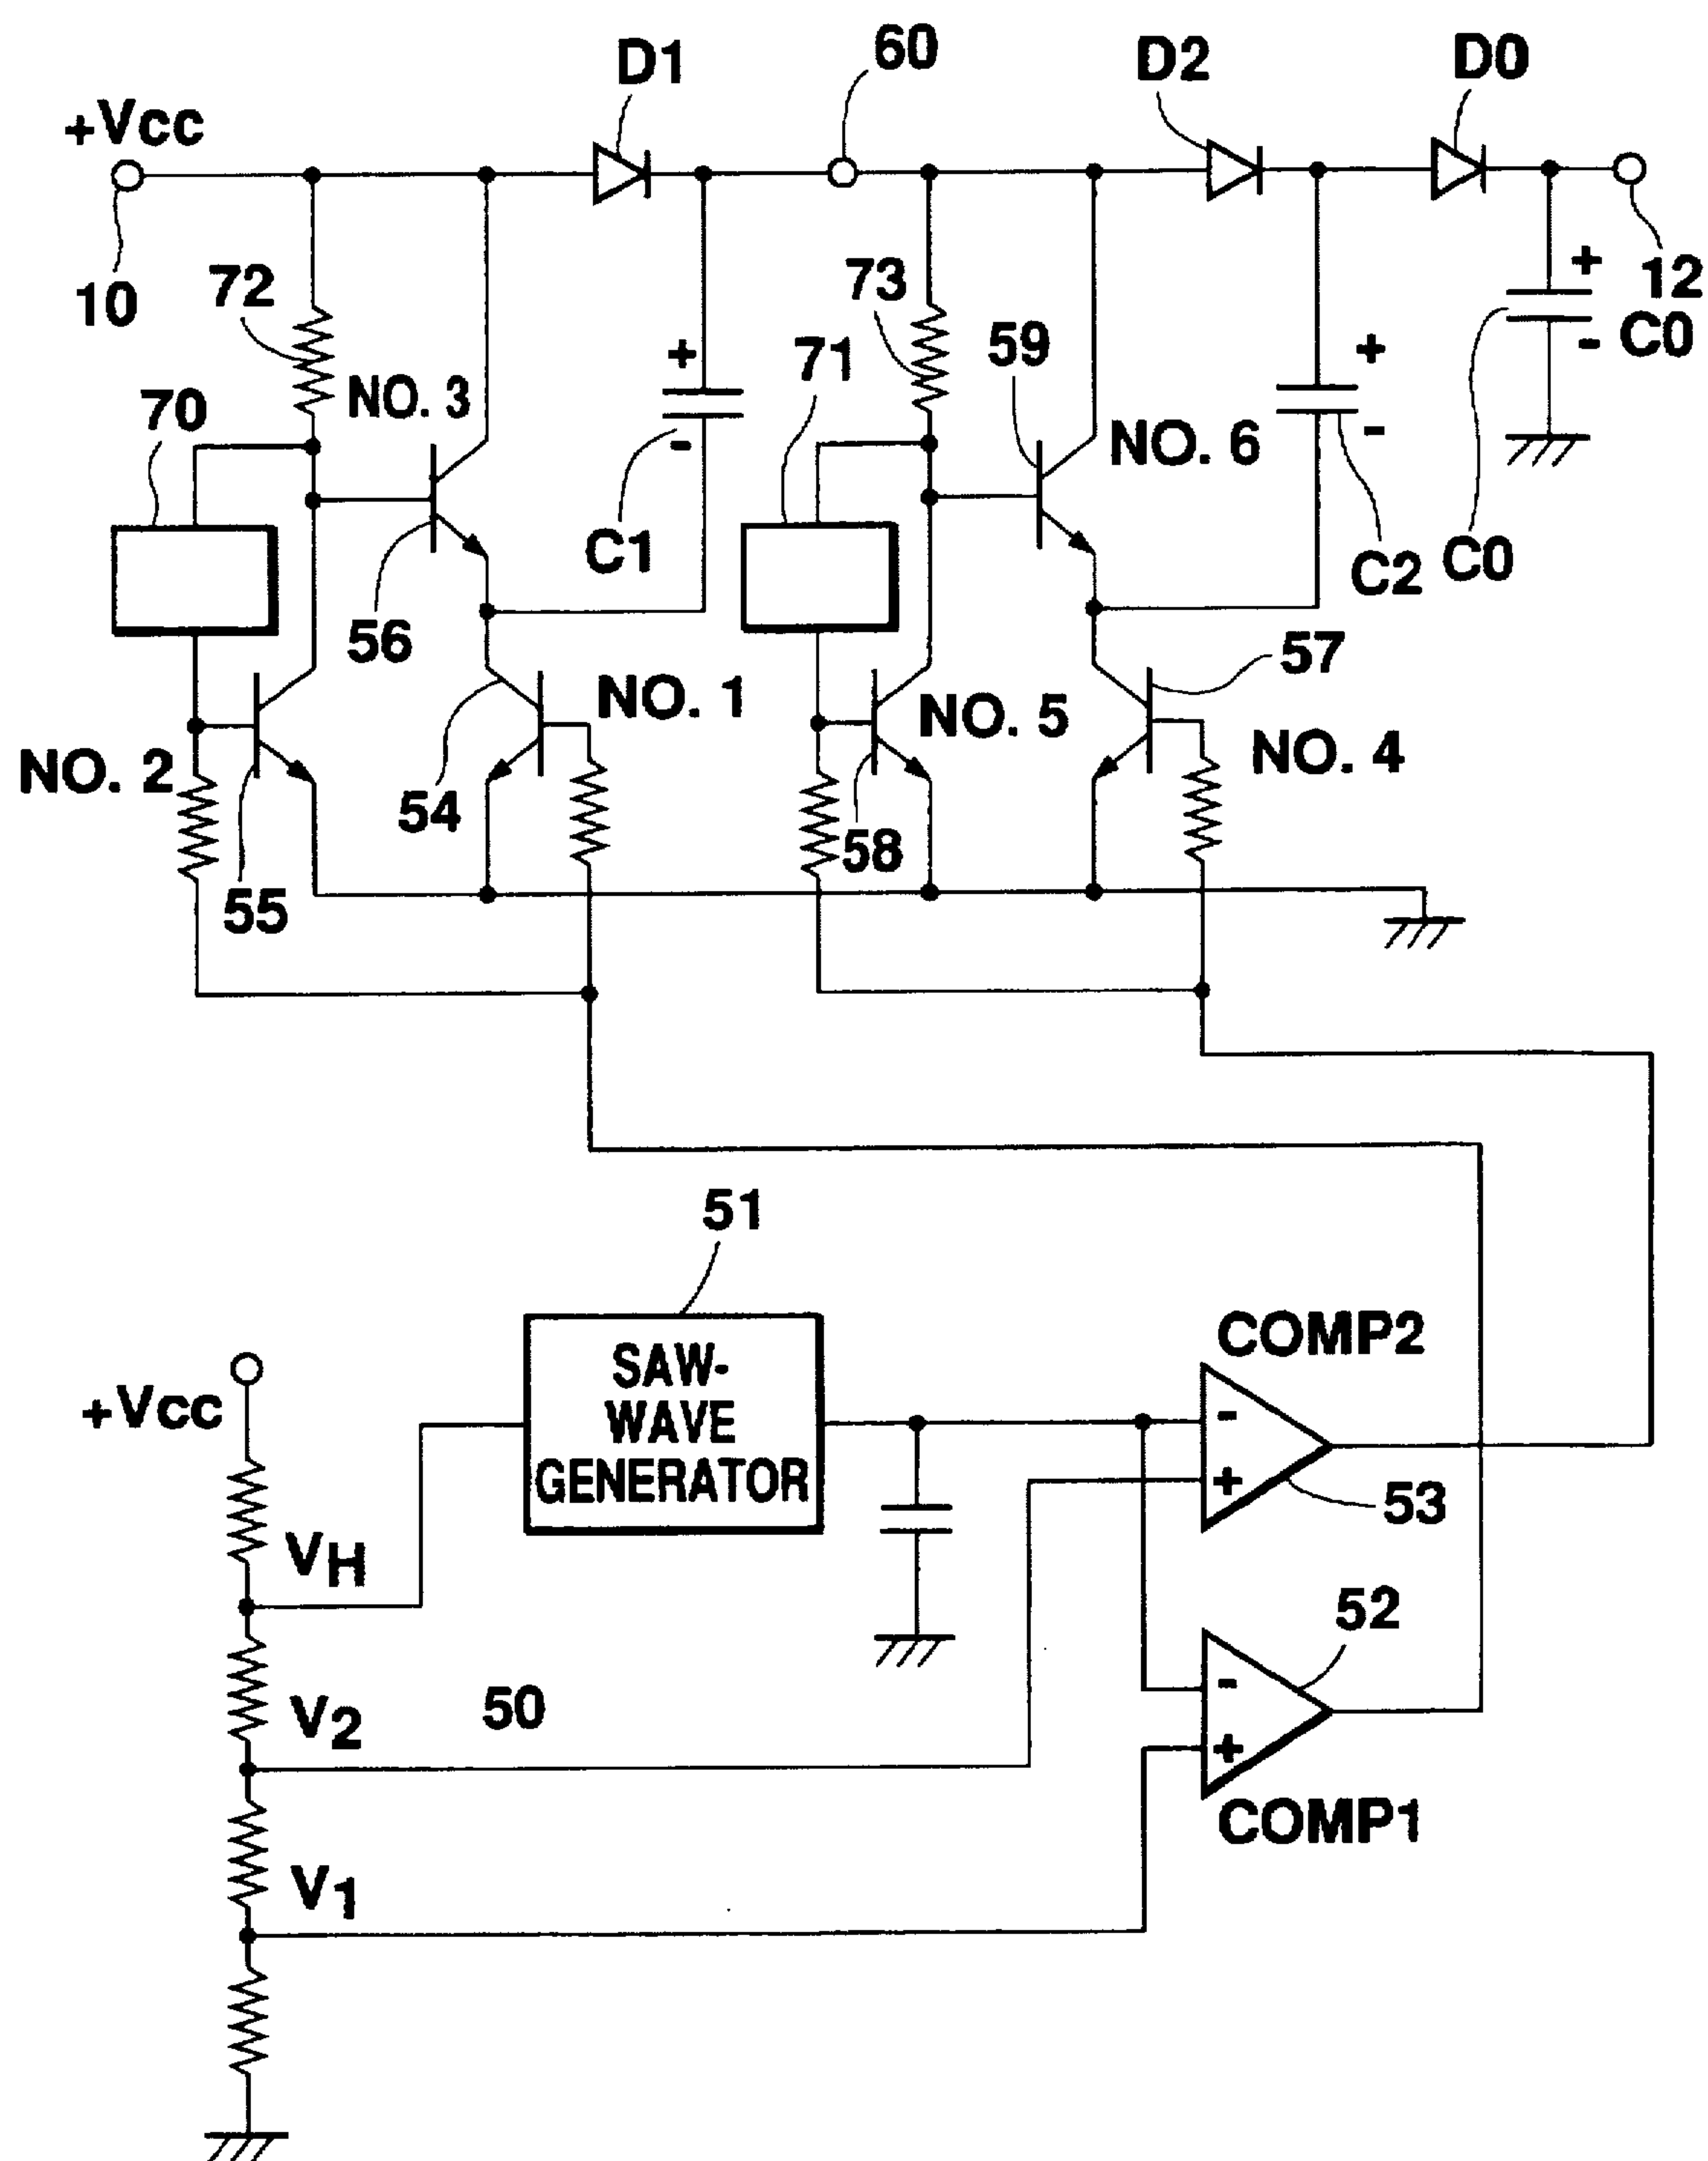 D1
60
D2
D0
+Vcc
10
72
NO. 3
70
+
-
C1
73
71
59
NO. 6
+
-
C2
+
-
12
C0
C0
56
NO. 1
54
NO. 2
55
NO. 5
58
57
NO. 4
51
SAW-
WAVE
GENERATOR
COMP2
-
+
53
+Vcc
VH
V2
50
52
-
+
COMP1
V1